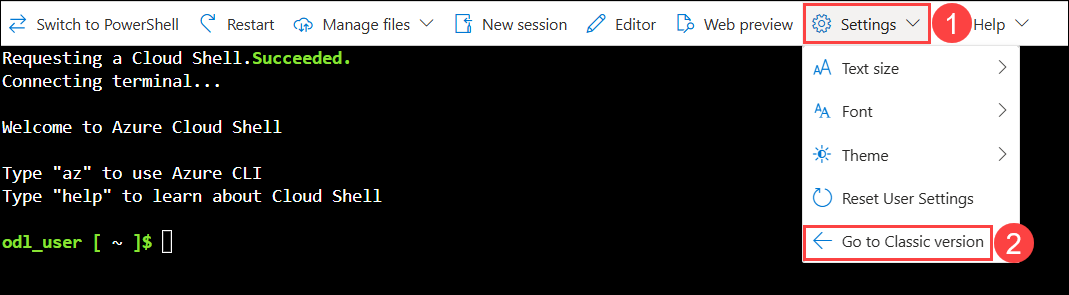 Switch to PowerShell Restart Manage files New session Editor Web preview Settings 1 Help
Requesting a Cloud Shell.Succeeded.
Connecting terminal...
Welcome to Azure Cloud Shell
Type "az" to use Azure CLI
Type "help" to learn about Cloud Shell
odl_user [ ~ ]$
Text size
Font
Theme
Reset User Settings
Go to Classic version 2